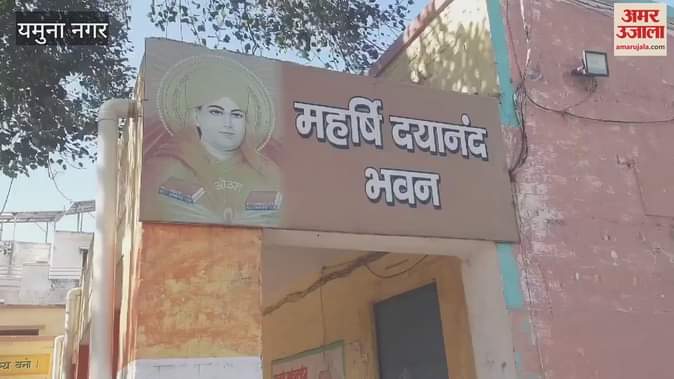 यमुना नगर
अमर उजाला
amarujala.com
महर्षि दयानंद
भवन
ओ३म्